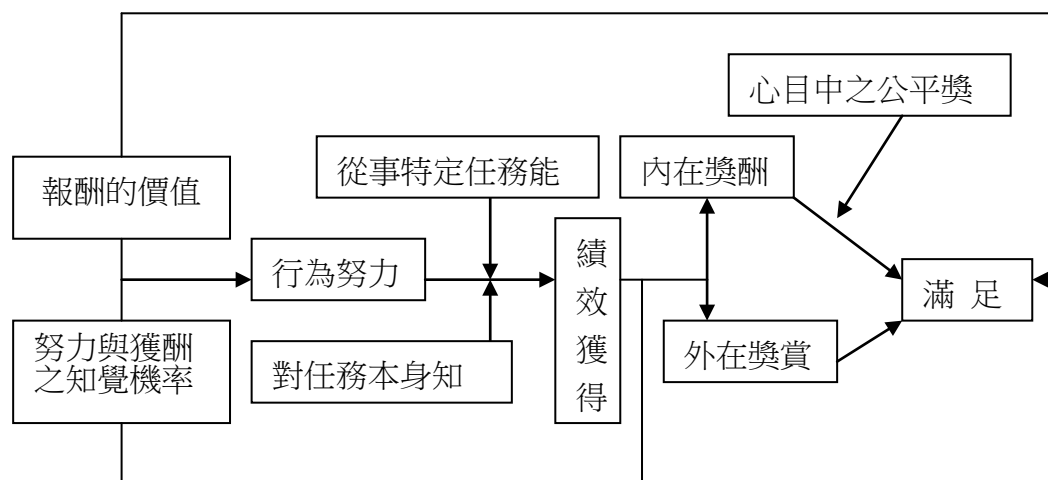 心目中之公平獎
從事特定任務能
內在獎酬
報酬的價值
行為努力
績
效
獲
得
滿 足
努力與獲酬
之知覺機率
對任務本身知
外在獎賞